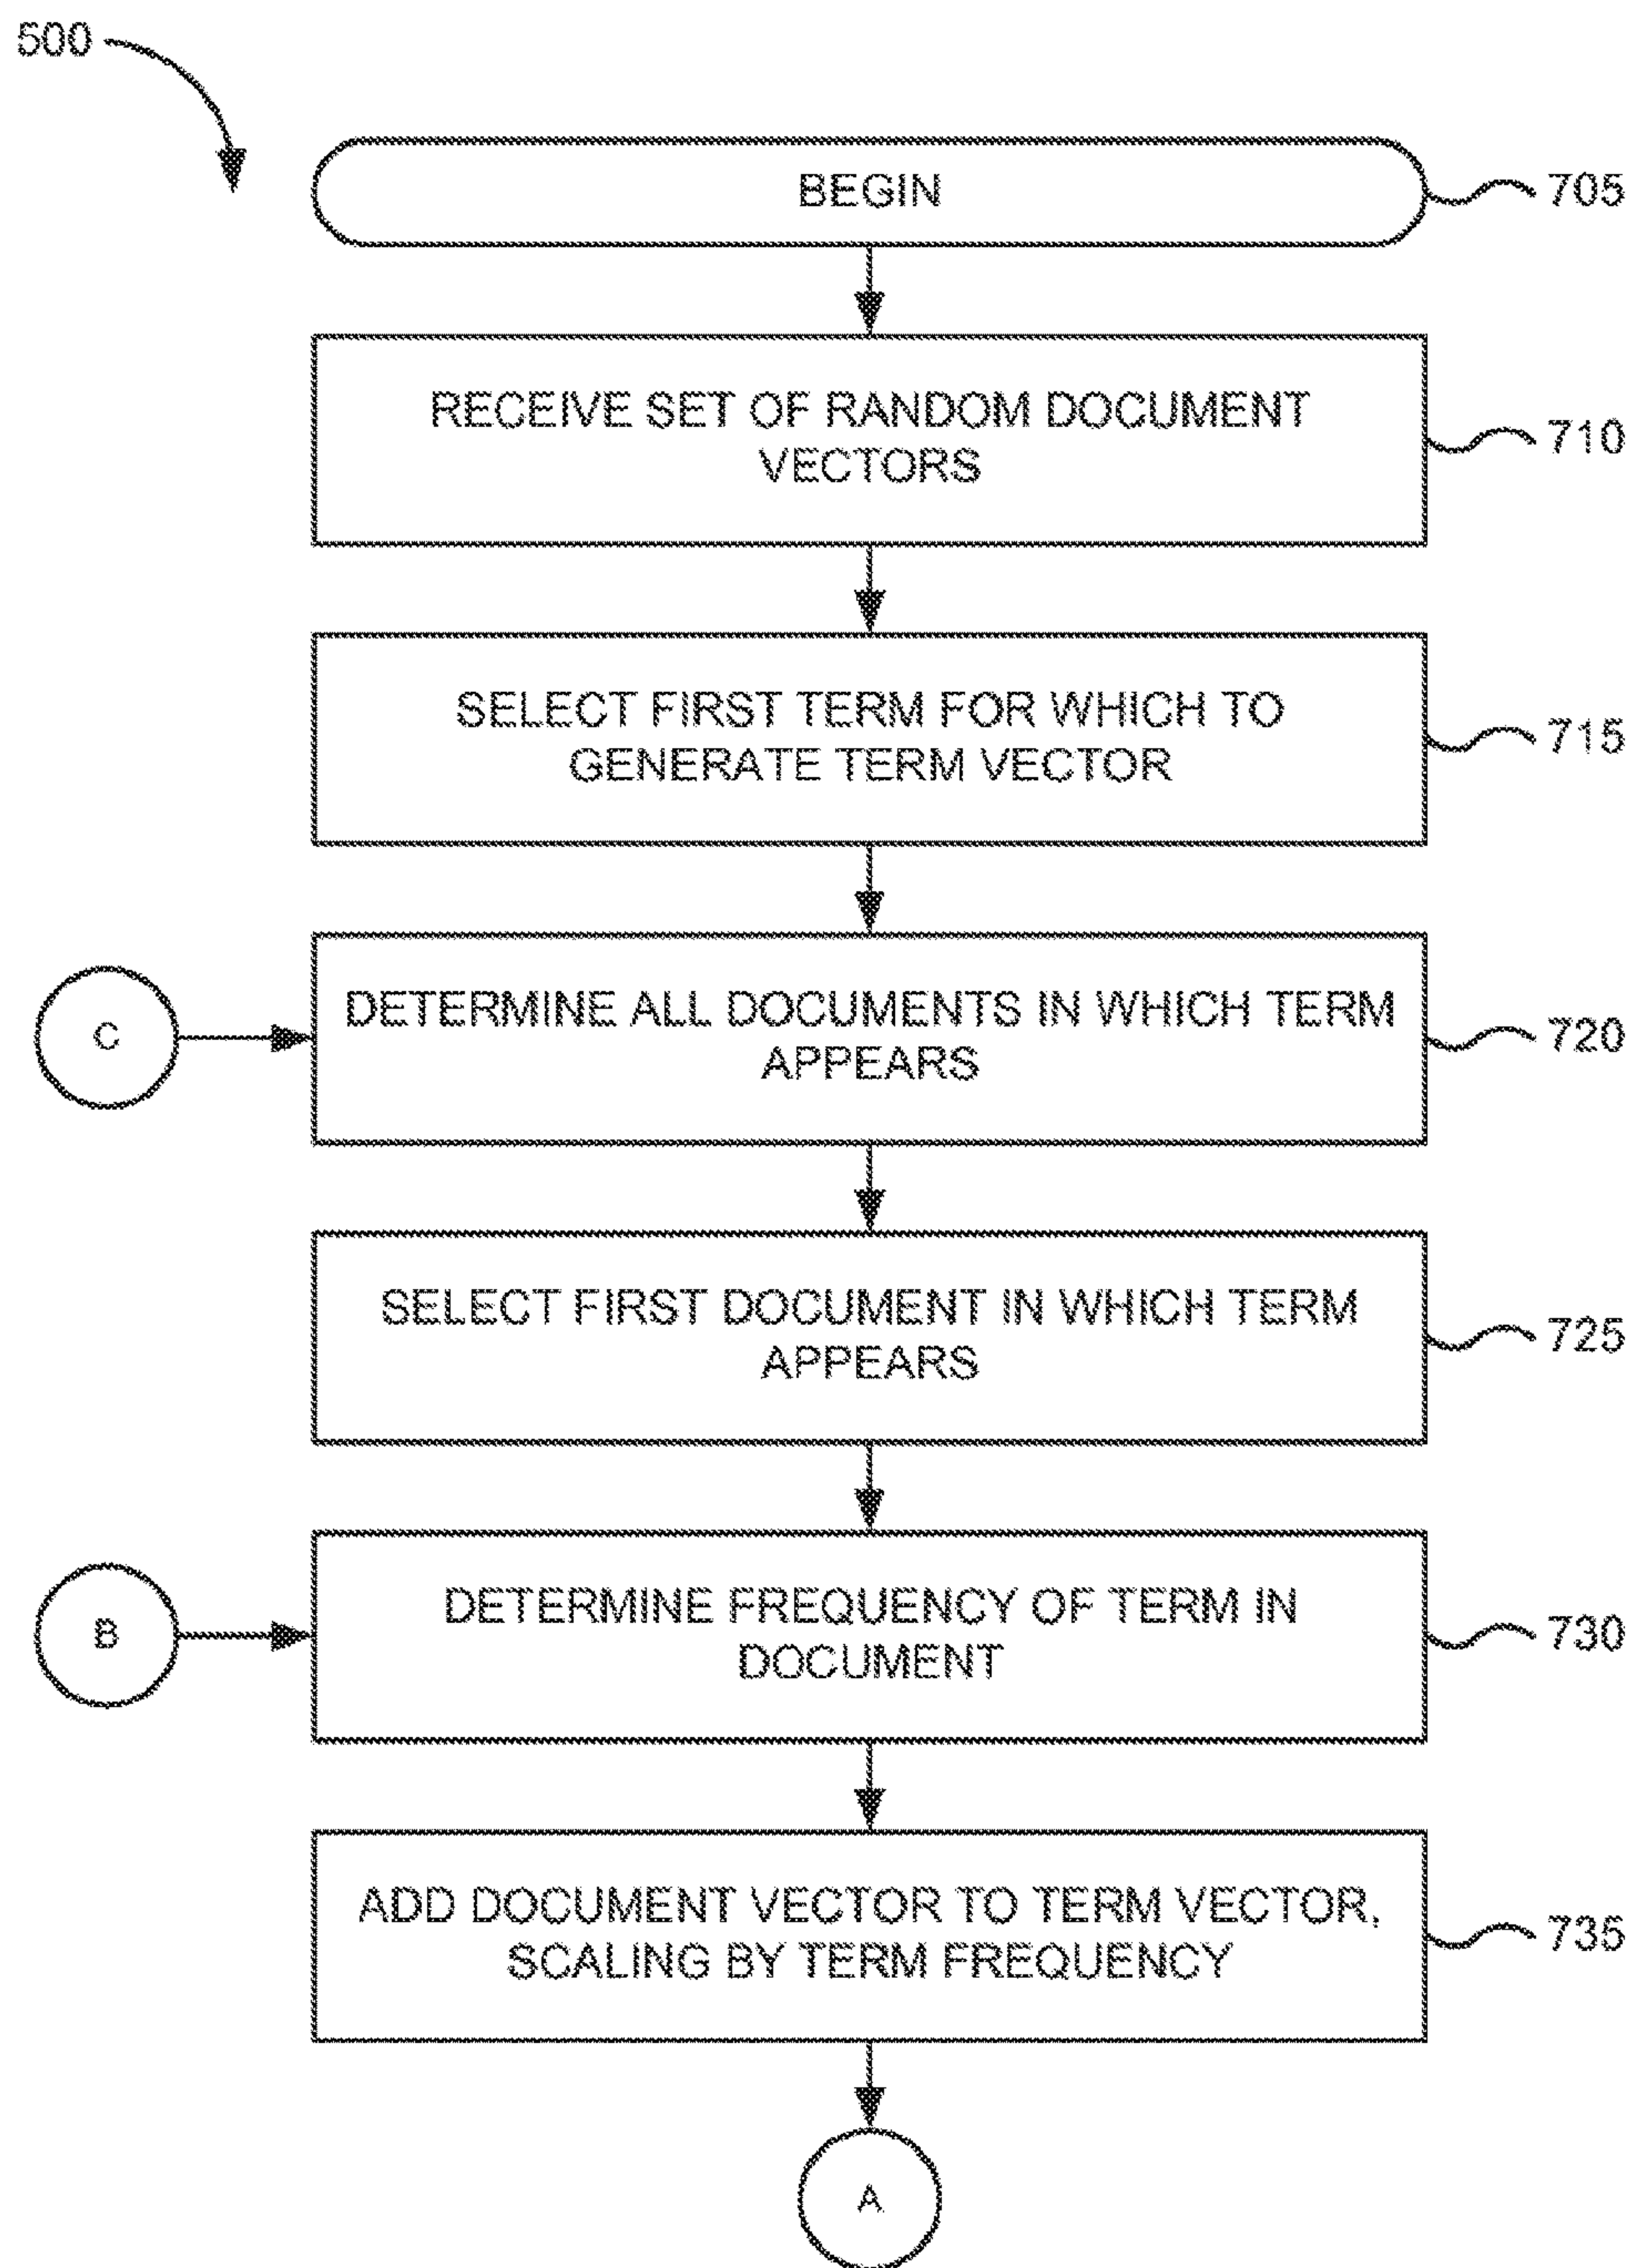 500
BEGIN
705
RECEIVE SET OF RANDOM DOCUMENT
VECTORS
710
SELECT FIRST TERM FOR WHICH TO
GENERATE TERM VECTOR
715
C
DETERMINE ALL DOCUMENTS IN WHICH TERM
APPEARS
720
SELECT FIRST DOCUMENT IN WHICH TERM
APPEARS
725
B
DETERMINE FREQUENCY OF TERM IN
DOCUMENT
730
ADD DOCUMENT VECTOR TO TERM VECTOR,
SCALING BY TERM FREQUENCY
735
A